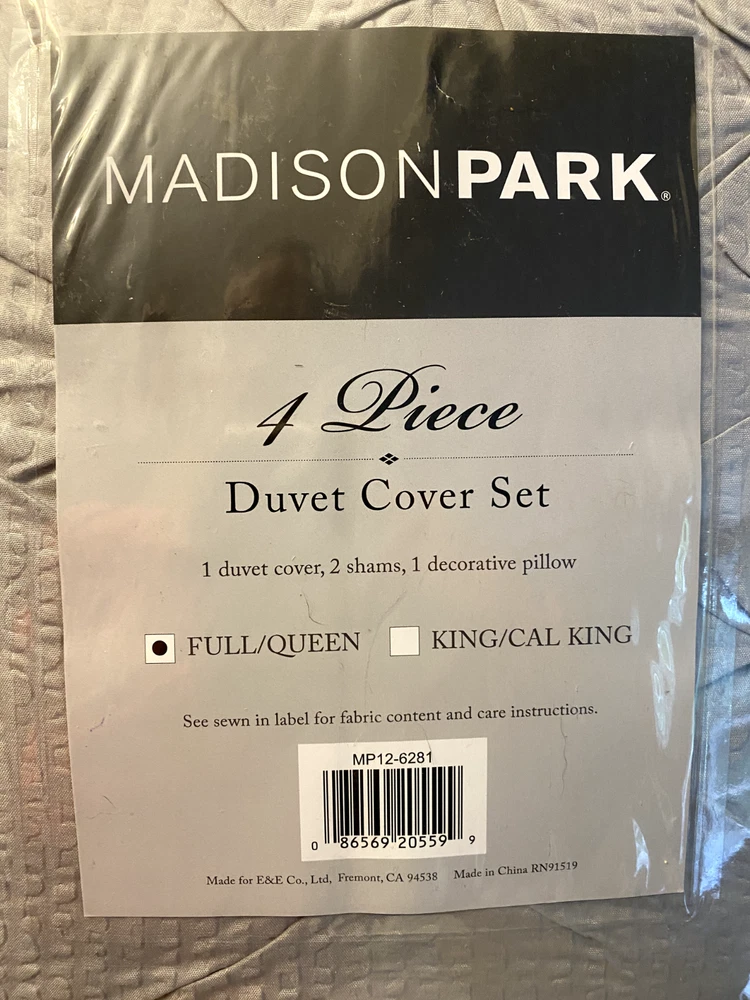 MADISONPARK®
4 Piece
Duvet Cover Set
1 duvet cover, 2 shams, 1 decorative pillow
FULL/QUEEN KING/CAL KING
See sewn in label for fabric content and care instructions.
MP12-6281
0 86569 20559 9
Made for E&E Co., Ltd, Fremont, CA 94538 Made in China RN91519